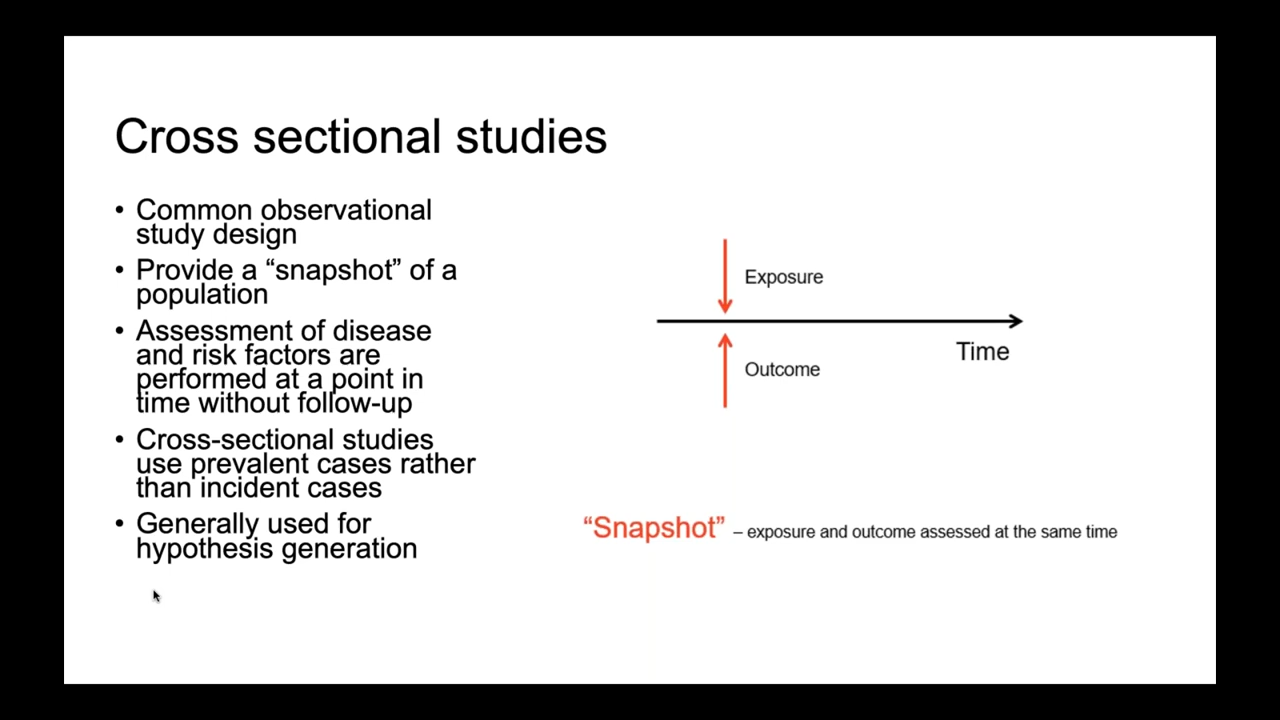 Cross sectional studies
• Common observational
study design
• Provide a “snapshot” of a
population
• Assessment of disease
and risk factors are
performed at a point in
time without follow-up
• Cross-sectional studies
use prevalent cases rather
than incident cases
• Generally used for
hypothesis generation
Exposure
Time
Outcome
“Snapshot” – exposure and outcome assessed at the same time